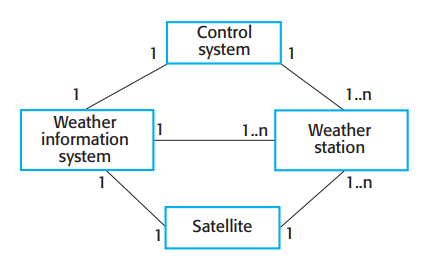 Control
system
1
1
1
1..n
Weather
information
system
1
1..n
Weather
station
1
1..n
1
Satellite
1